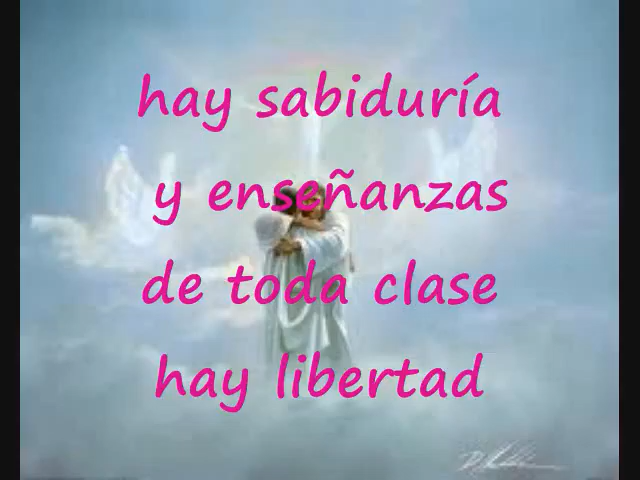 hay sabiduría
y enseñanzas
de toda clase
hay libertad